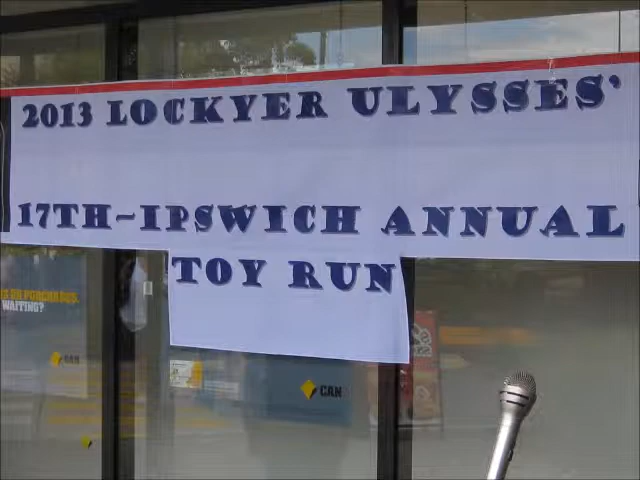 2013 LOCKYER ULYSSES'
17TH-IPSWICH ANNUAL
TOY RUN
WAITING?
CAN
CAN